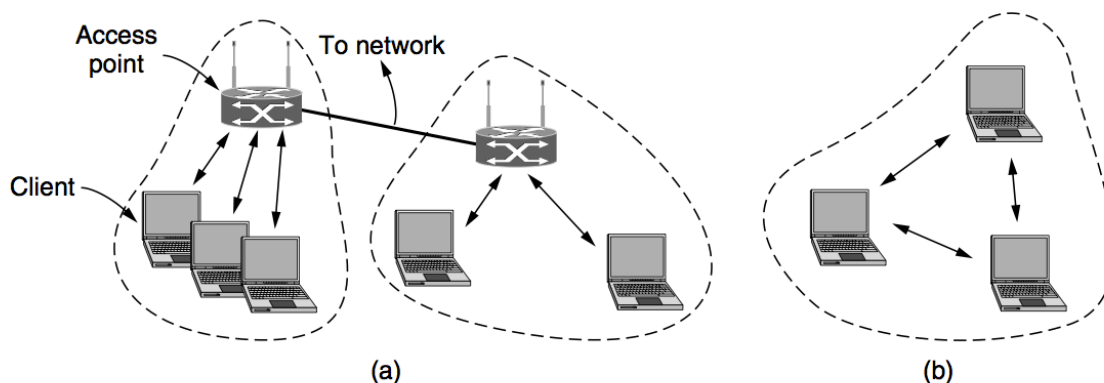 Access
point
To network
Client
(a)
(b)